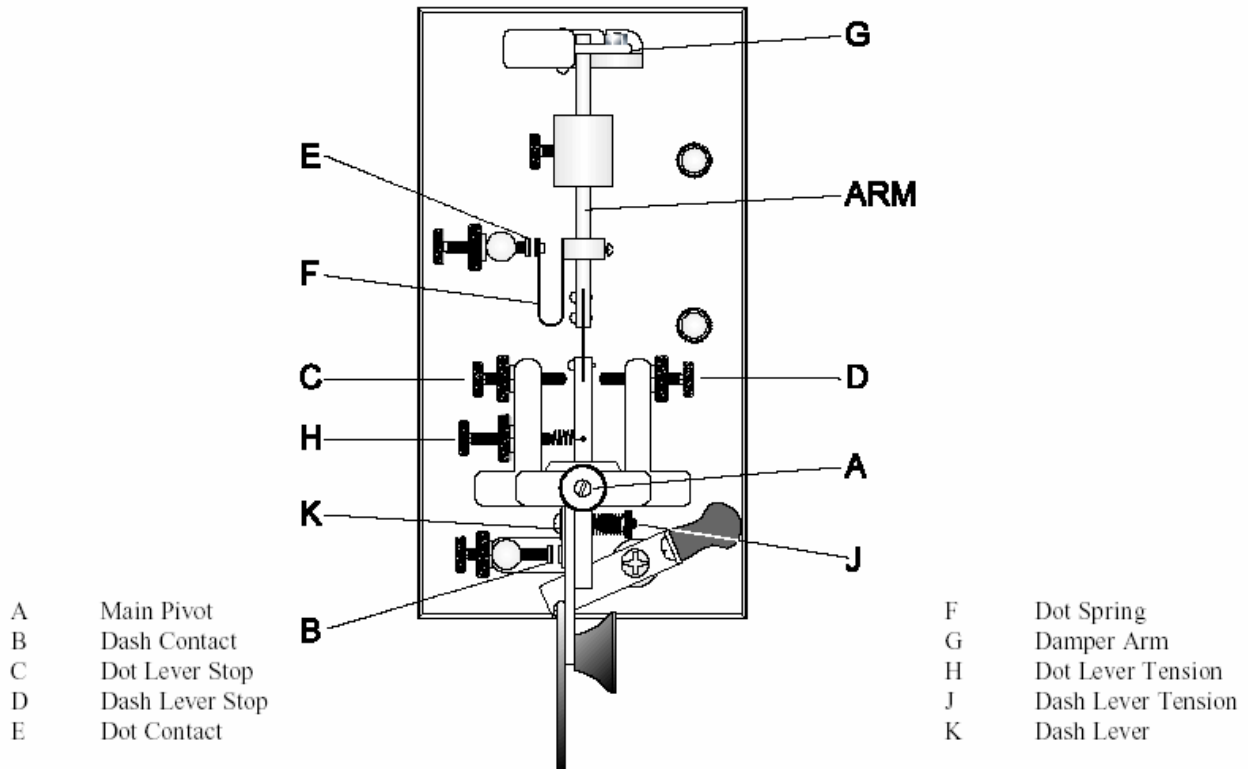 G
E
ARM
F
C
D
H
A
K
J
B
A Main Pivot
B Dash Contact
C Dot Lever Stop
D Dash Lever Stop
E Dot Contact
F Dot Spring
G Damper Arm
H Dot Lever Tension
J Dash Lever Tension
K Dash Lever